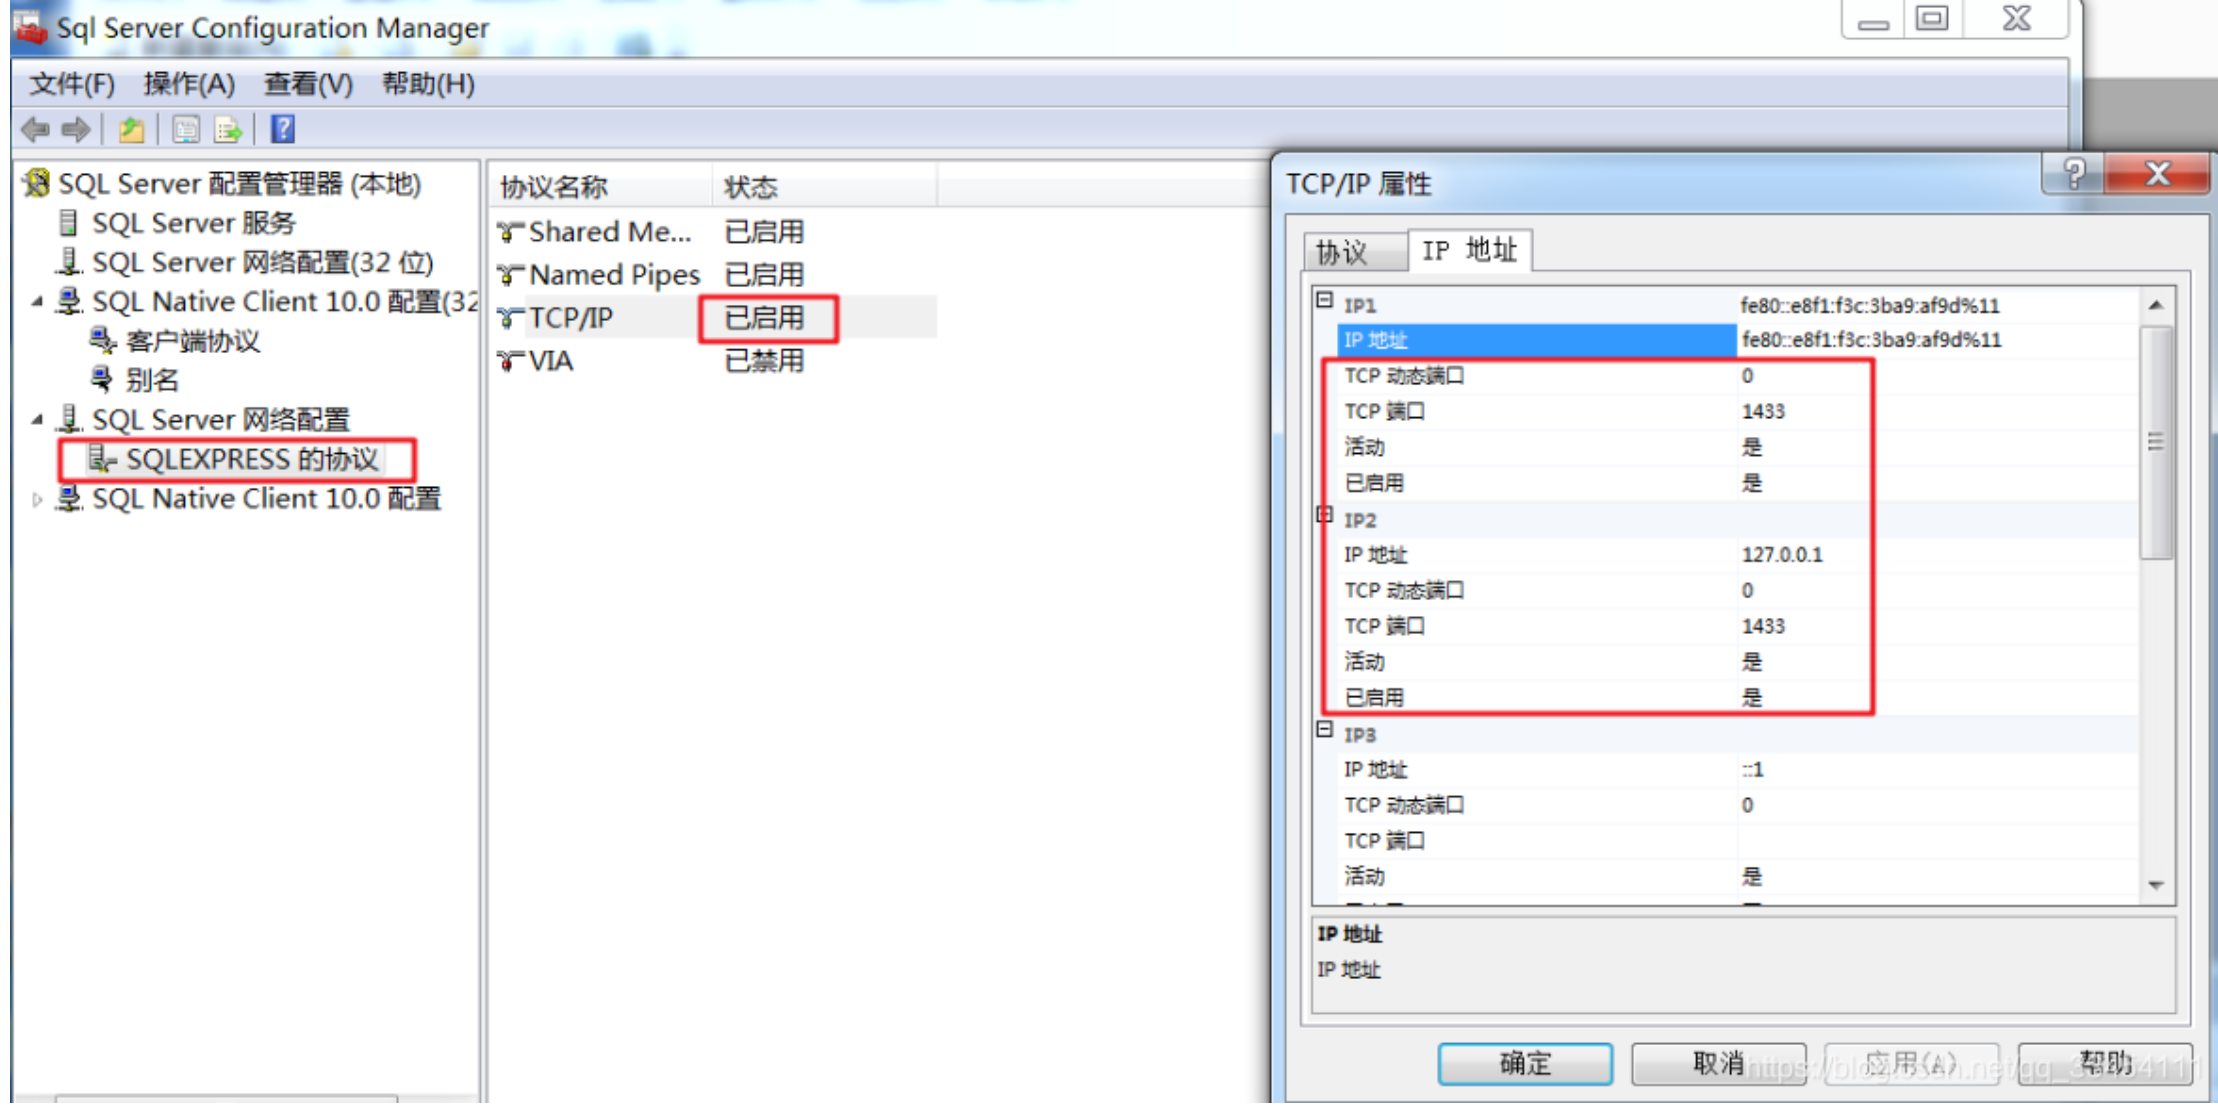 Sql Server Configuration Manager
文件(F) 操作(A) 查看(V) 帮助(H)
SQL Server 配置管理器 (本地)
SQL Server 服务
SQL Server 网络配置(32 位)
SQL Native Client 10.0 配置(32
客户端协议
别名
SQL Server 网络配置
SQLEXPRESS 的协议
SQL Native Client 10.0 配置
协议名称 状态
Shared Me... 已启用
Named Pipes 已启用
TCP/IP 已启用
VIA 已禁用
TCP/IP 属性
协议 IP 地址
IP1 fe80::e8f1:f3c:3ba9:af9d%11
IP 地址 fe80::e8f1:f3c:3ba9:af9d%11
TCP 动态端口 0
TCP 端口 1433
活动 是
已启用 是
IP2
IP 地址 127.0.0.1
TCP 动态端口 0
TCP 端口 1433
活动 是
已启用 是
IP3
IP 地址 ::1
TCP 动态端口 0
TCP 端口
活动 是
IP 地址
IP 地址
确定 取消 应用(A) 帮助